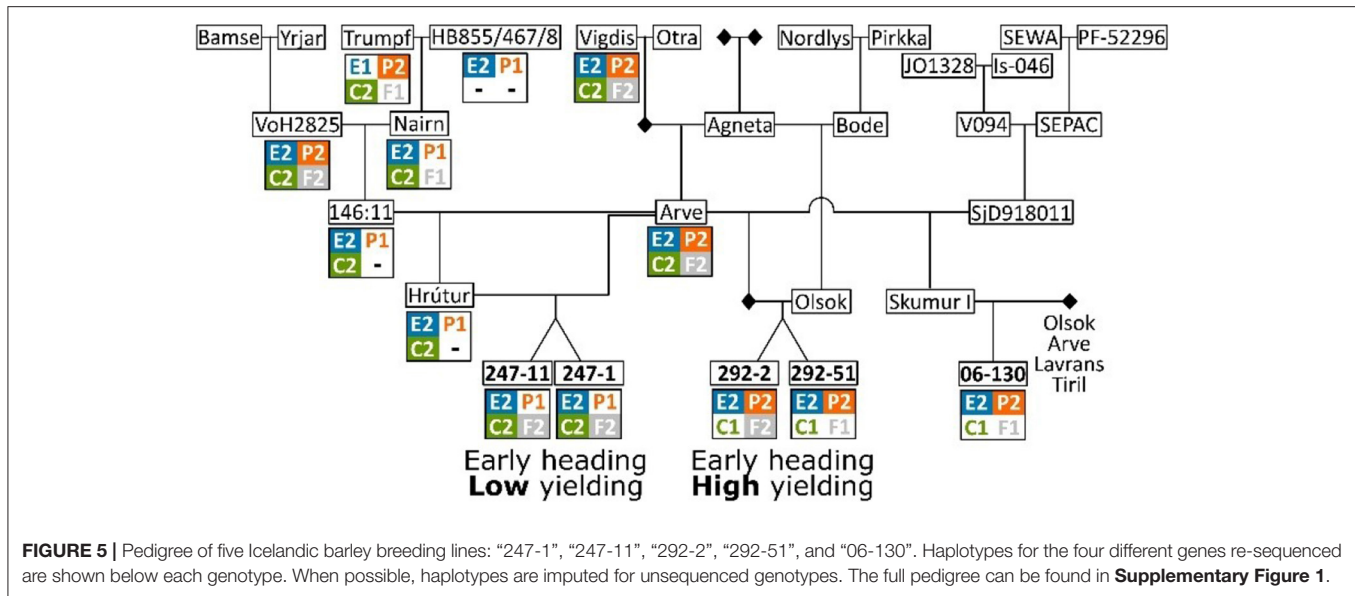 Bamse Yrjar Trumpf HB855/467/8 Vigdis Otra Nordlys Pirkka SEWA PF-52296
E1 P2 E2 P1 E2 P2 JO1328 Is-046
C2 F1 - - C2 F2
VoH2825 Nairn Agneta Bode V094 SEPAC
E2 P2 E2 P1
C2 F2 C2 F1
146:11 Arve SjD918011
E2 P1 E2 P2
C2 - C2 F2
Hrútur Olsok Skumur I
E2 P1 Olsok
C2 - Arve
247-11 247-1 292-2 292-51 06-130 Lavrans
Tiril
E2 P1 E2 P1 E2 P2 E2 P2 E2 P2
C2 F2 C2 F2 C1 F2 C1 F1 C1 F1
Early heading Early heading
Low yielding High yielding
FIGURE 5 | Pedigree of five Icelandic barley breeding lines: “247-1”, “247-11”, “292-2”, “292-51”, and “06-130”. Haplotypes for the four different genes re-sequenced
are shown below each genotype. When possible, haplotypes are imputed for unsequenced genotypes. The full pedigree can be found in Supplementary Figure 1.